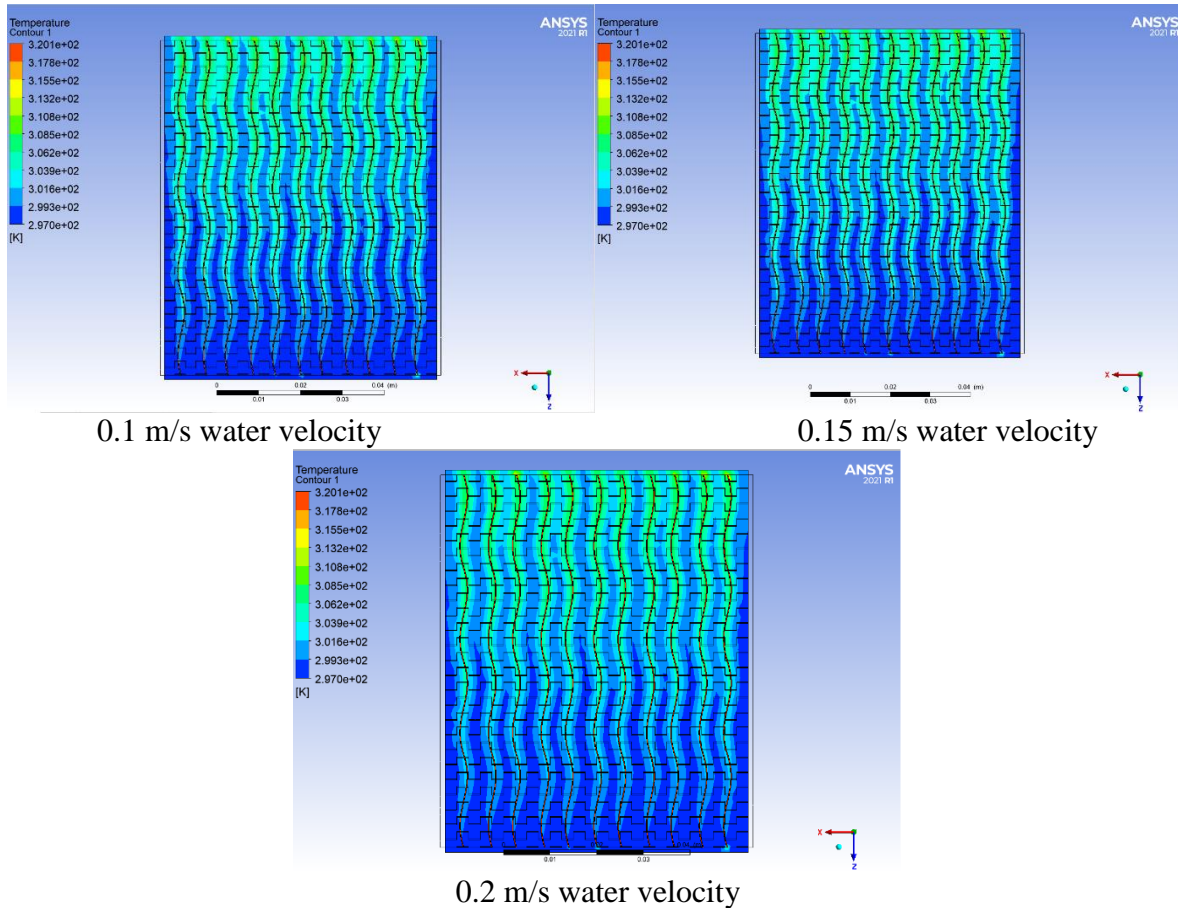 Temperature
Contour 1
3.201e+02
3.178e+02
3.155e+02
3.132e+02
3.108e+02
3.085e+02
3.062e+02
3.039e+02
3.016e+02
2.993e+02
2.970e+02
[K]
ANSYS
2021 R1
0 0.02 0.04 (m)
0.01 0.03
X
Z
Temperature
Contour 1
3.201e+02
3.178e+02
3.155e+02
3.132e+02
3.108e+02
3.085e+02
3.062e+02
3.039e+02
3.016e+02
2.993e+02
2.970e+02
[K]
ANSYS
2021 R1
0 0.02 0.04 (m)
0.01 0.03
X
Z
0.1 m/s water velocity
0.15 m/s water velocity
Temperature
Contour 1
3.201e+02
3.178e+02
3.155e+02
3.132e+02
3.108e+02
3.085e+02
3.062e+02
3.039e+02
3.016e+02
2.993e+02
2.970e+02
[K]
ANSYS
2021 R1
0 0.02 0.04 (m)
0.01 0.03
X
Z
0.2 m/s water velocity